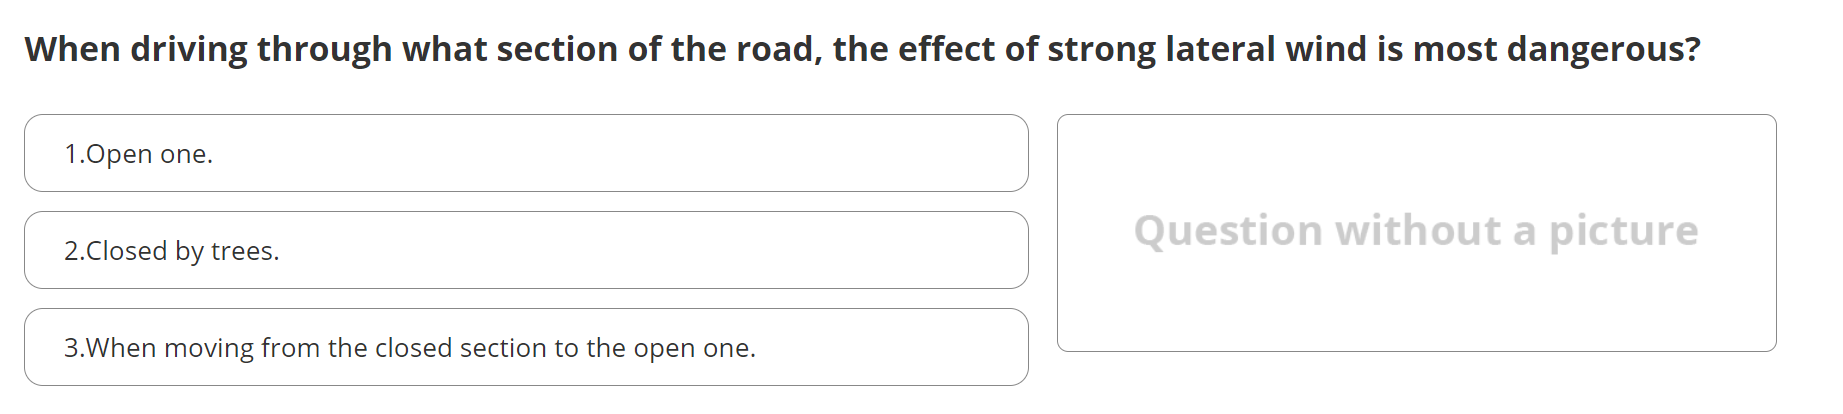 When driving through what section of the road, the effect of strong lateral wind is most dangerous?
1.Open one.
2.Closed by trees.
3.When moving from the closed section to the open one.
Question without a picture